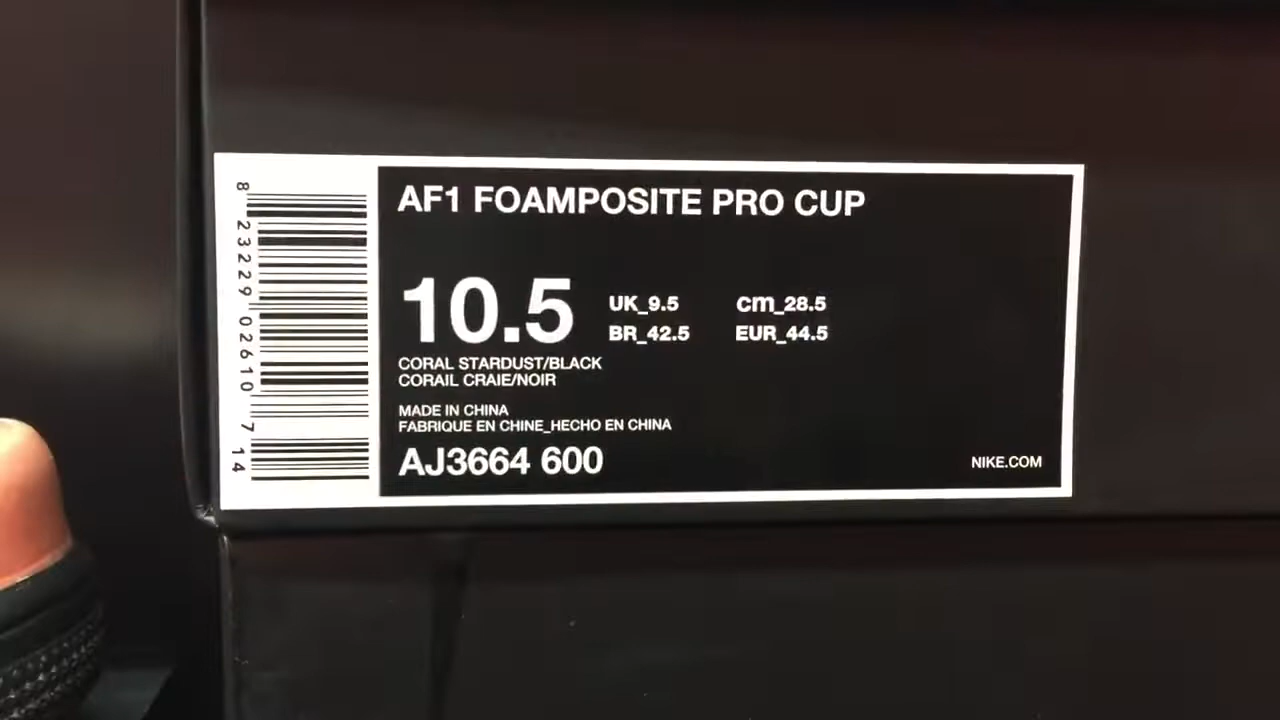 8 23229 02610 7 14
AF1 FOAMPOSITE PRO CUP
10.5
UK_9.5 cm_28.5
BR_42.5 EUR_44.5
CORAL STARDUST/BLACK
CORAIL CRAIE/NOIR
MADE IN CHINA
FABRIQUE EN CHINE_HECHO EN CHINA
AJ3664 600
NIKE.COM